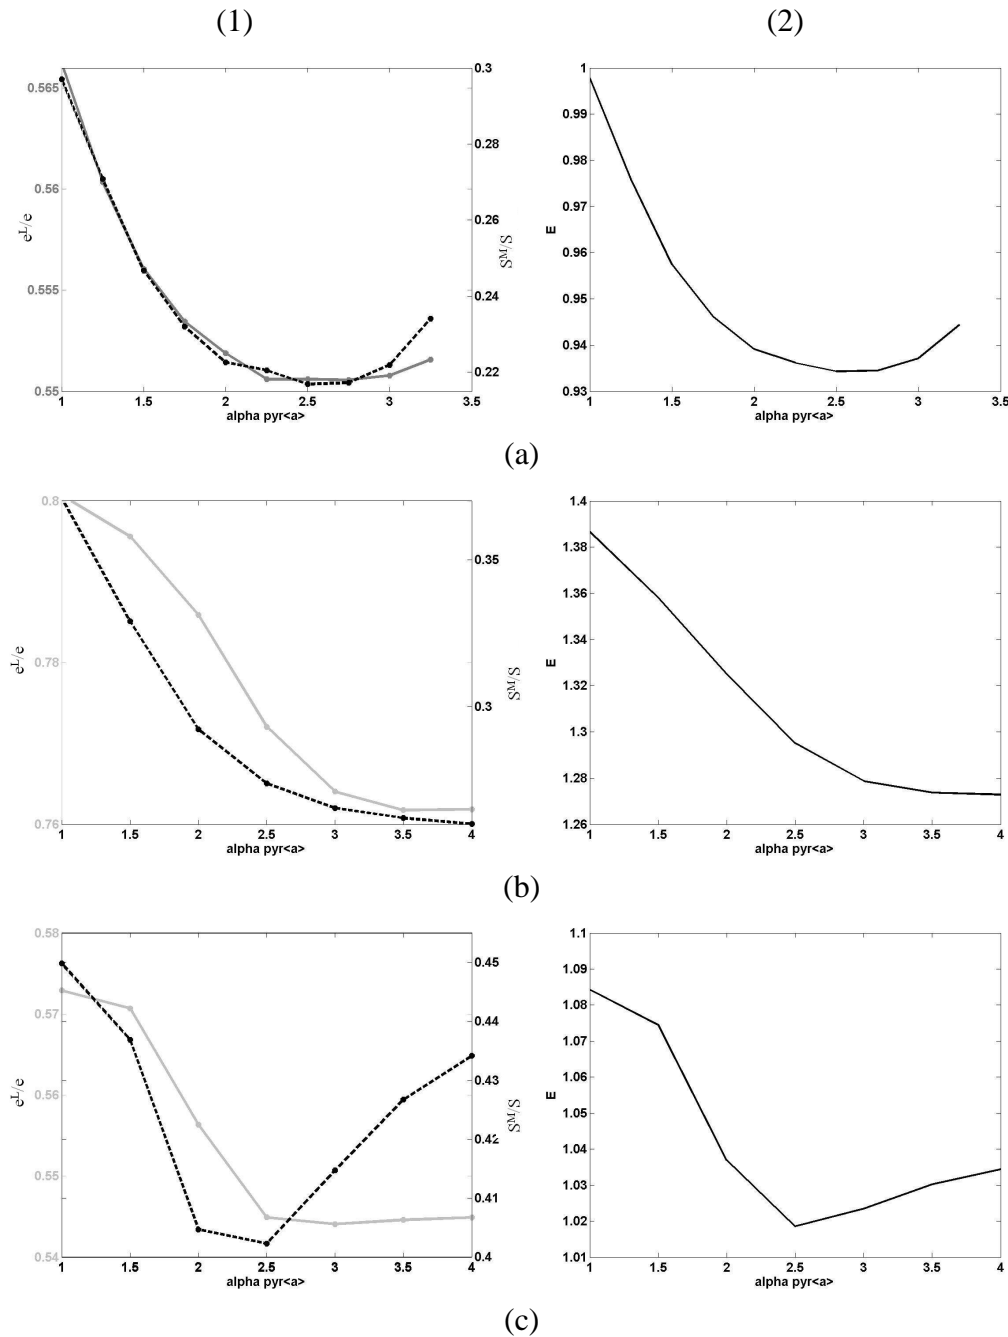 (1) (2)
0.565
0.56
0.555
0.55
e^L/e
0.3
0.28
0.26
0.24
0.22
S^M/S
1 1.5 2 2.5 3 3.5
alpha pyr<a>
1
0.99
0.98
0.97
0.96
0.95
0.94
0.93
E
1 1.5 2 2.5 3 3.5
alpha pyr<a>
(a)
0.8
0.78
0.76
e^L/e
0.35
0.3
S^M/S
1 1.5 2 2.5 3 3.5 4
alpha pyr<a>
1.4
1.38
1.36
1.34
1.32
1.3
1.28
1.26
E
1 1.5 2 2.5 3 3.5 4
alpha pyr<a>
(b)
0.58
0.57
0.56
0.55
0.54
e^L/e
0.45
0.44
0.43
0.42
0.41
0.4
S^M/S
1 1.5 2 2.5 3 3.5 4
alpha pyr<a>
1.1
1.09
1.08
1.07
1.06
1.05
1.04
1.03
1.02
1.01
E
1 1.5 2 2.5 3 3.5 4
alpha pyr<a>
(c)